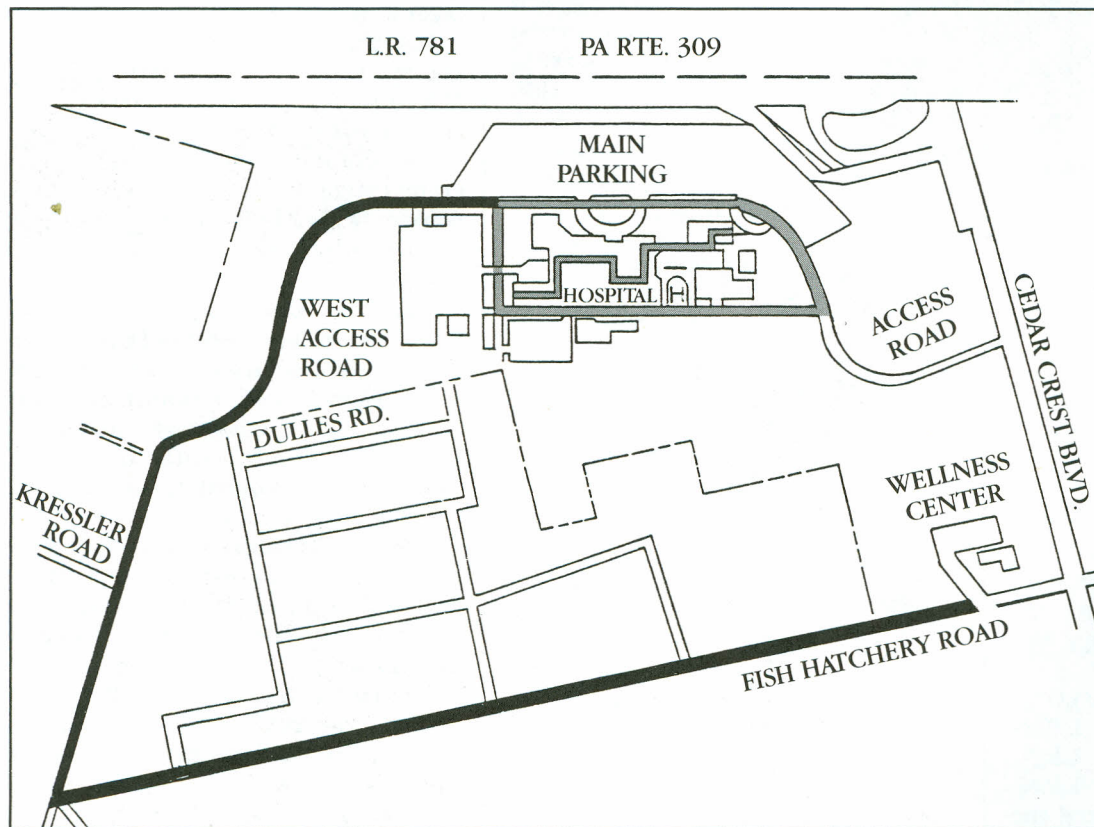 L.R. 781 PA RTE. 309
MAIN
PARKING
HOSPITAL
H
WEST
ACCESS
ROAD
ACCESS
ROAD
CEDAR CREST BLVD.
DULLES RD.
KRESSLER
ROAD
WELLNESS
CENTER
FISH HATCHERY ROAD